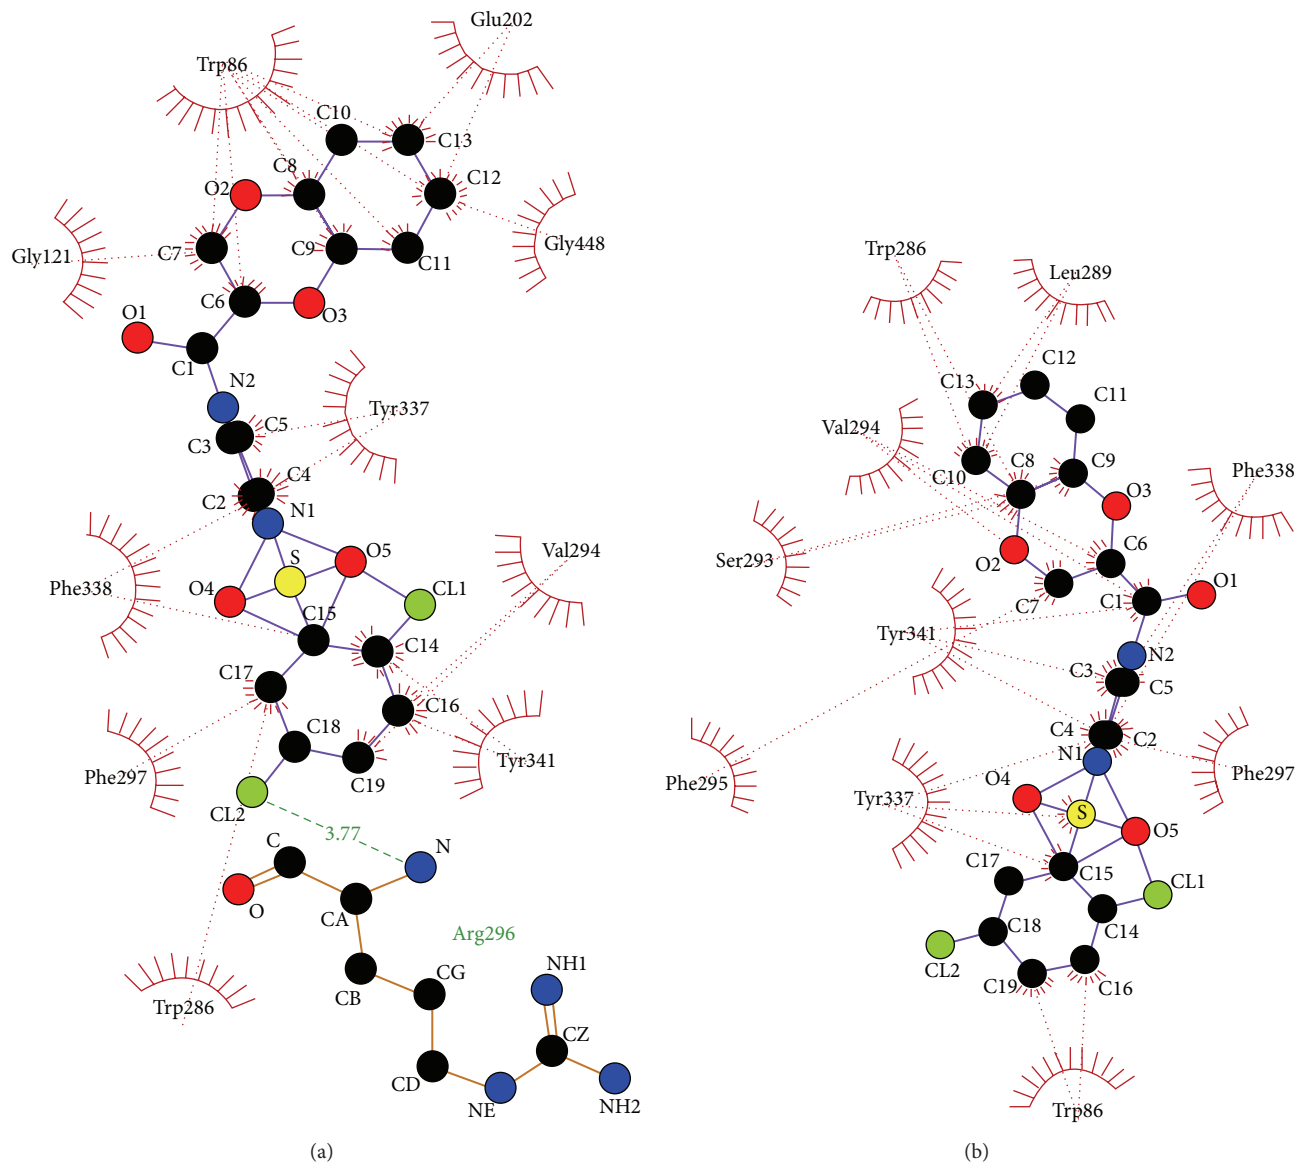 Glu202
Trp86
C10
C13
C8
C12
O2
C7
C9
C11
Gly121
Gly448
C6
O3
O1
C1
N2
C5
Tyr337
C3
C4
C2
N1
O5
Val294
S
O4
CL1
Phe338
C15
C14
C17
C16
C18
Phe297
C19
Tyr341
CL2
3.77
C
N
O
CA
Arg296
CB
CG
NH1
Trp286
CZ
CD
NE
NH2
(a)
Trp286
Leu289
C12
C13
C11
Val294
C10
C8
C9
Phe338
O3
Ser293
O2
C6
C7
C1
O1
Tyr341
N2
C3
C5
C4
C2
N1
Phe295
Phe297
O4
Tyr337
S
O5
C17
C15
CL1
C18
C14
CL2
C19
C16
Trp86
(b)